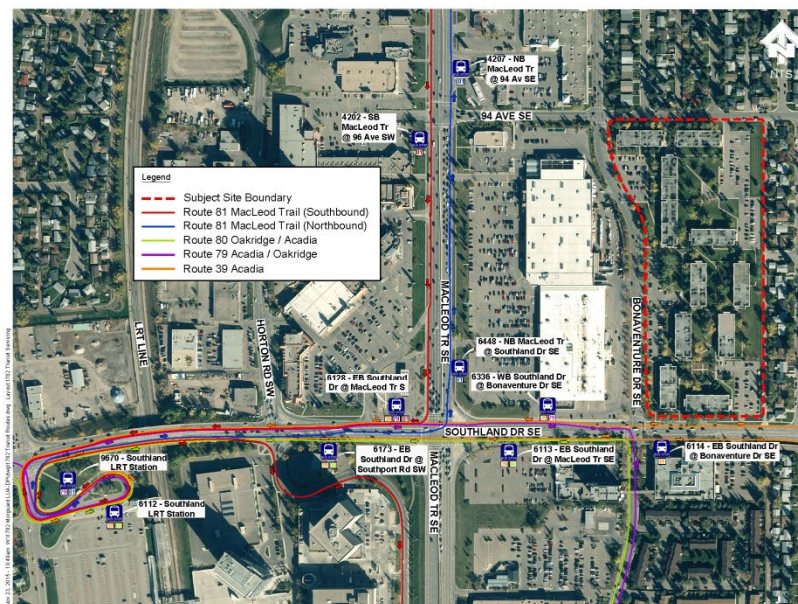 NTS
4207 - NB
MacLeod Tr
@ 94 Av SE
94 AVE SE
4202 - SB
MacLeod Tr
@ 96 Ave SW
Legend
Subject Site Boundary
Route 81 MacLeod Trail (Southbound)
Route 81 MacLeod Trail (Northbound)
Route 80 Oakridge / Acadia
Route 79 Acadia / Oakridge
Route 39 Acadia
LRT LINE
HORTON RD SW
MACLEOD TR SE
BONAVENTURE DR SE
6448 - NB MacLeod Tr
@ Southland Dr SE
6128 - EB Southland
Dr @ MacLeod Tr S
6336 - WB Southland Dr
@ Bonaventure Dr SE
SOUTHLAND DR SE
9670 - Southland
LRT Station
6173 - EB
Southland Dr @
Southport Rd SW
MACLEOD TR SE
6113 - EB Southland
Dr @ MacLeod Tr SE
6114 - EB Southland Dr
@ Bonaventure Dr SE
6112 - Southland
LRT Station